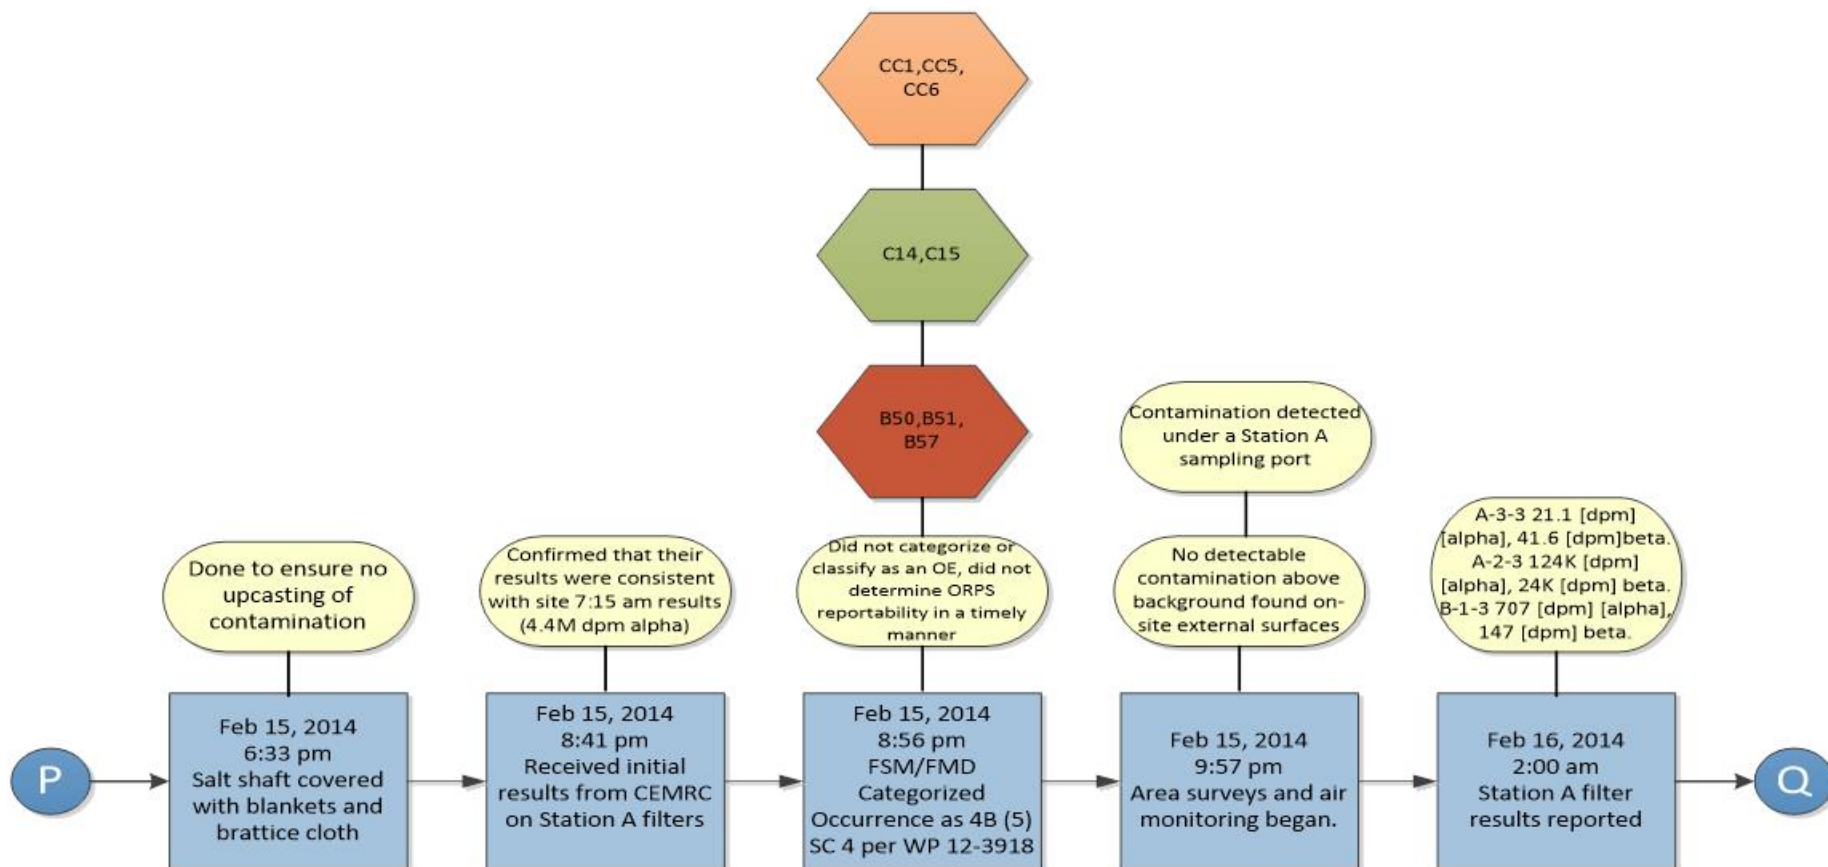 CC1,CC5,
CC6
C14,C15
B50,B51,
B57
Contamination detected
under a Station A
sampling port
Done to ensure no
upcasting of
contamination
Confirmed that their
results were consistent
with site 7:15 am results
(4.4M dpm alpha)
Did not categorize or
classify as an OE, did not
determine ORPS
reportability in a timely
manner
No detectable
contamination above
background found on-
site external surfaces
A-3-3 21.1 [dpm]
[alpha], 41.6 [dpm]beta.
A-2-3 124K [dpm]
[alpha], 24K [dpm] beta.
B-1-3 707 [dpm] [alpha],
147 [dpm] beta.
P
Feb 15, 2014
6:33 pm
Salt shaft covered
with blankets and
brattice cloth
Feb 15, 2014
8:41 pm
Received initial
results from CEMRC
on Station A filters
Feb 15, 2014
8:56 pm
FSM/FMD
Categorized
Occurrence as 4B (5)
SC 4 per WP 12-3918
Feb 15, 2014
9:57 pm
Area surveys and air
monitoring began.
Feb 16, 2014
2:00 am
Station A filter
results reported
Q